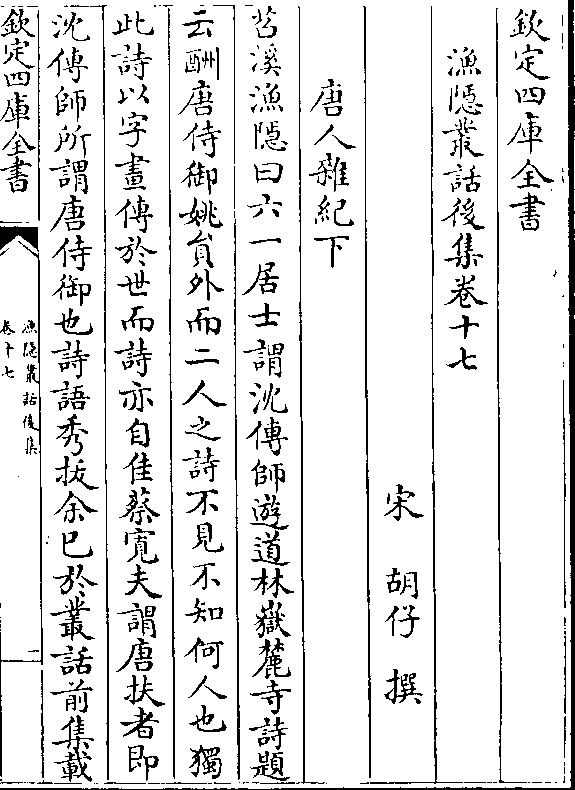 欽定四庫全書
漁隱叢話後集卷十七
宋 胡仔 撰
唐人雜紀下
苕溪漁隱曰六一居士謂沈傳師遊道林嶽麓寺詩題
云酬唐侍御姚員外而二人之詩不見不知何人也獨
此詩以字畫傳於世而詩亦自佳蔡寬夫謂唐扶者即
沈傳師所謂唐侍御也詩語秀拔余已於叢話前集載
欽定四庫全書
漁隱叢話後集
卷十七
一